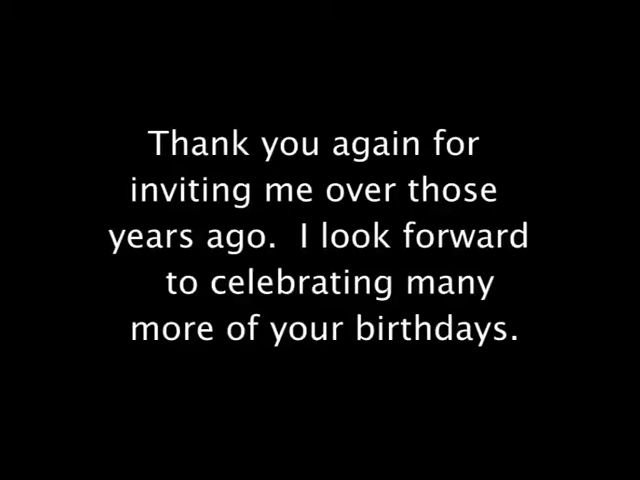 Thank you again for
inviting me over those
years ago.  I look forward
to celebrating many
more of your birthdays.